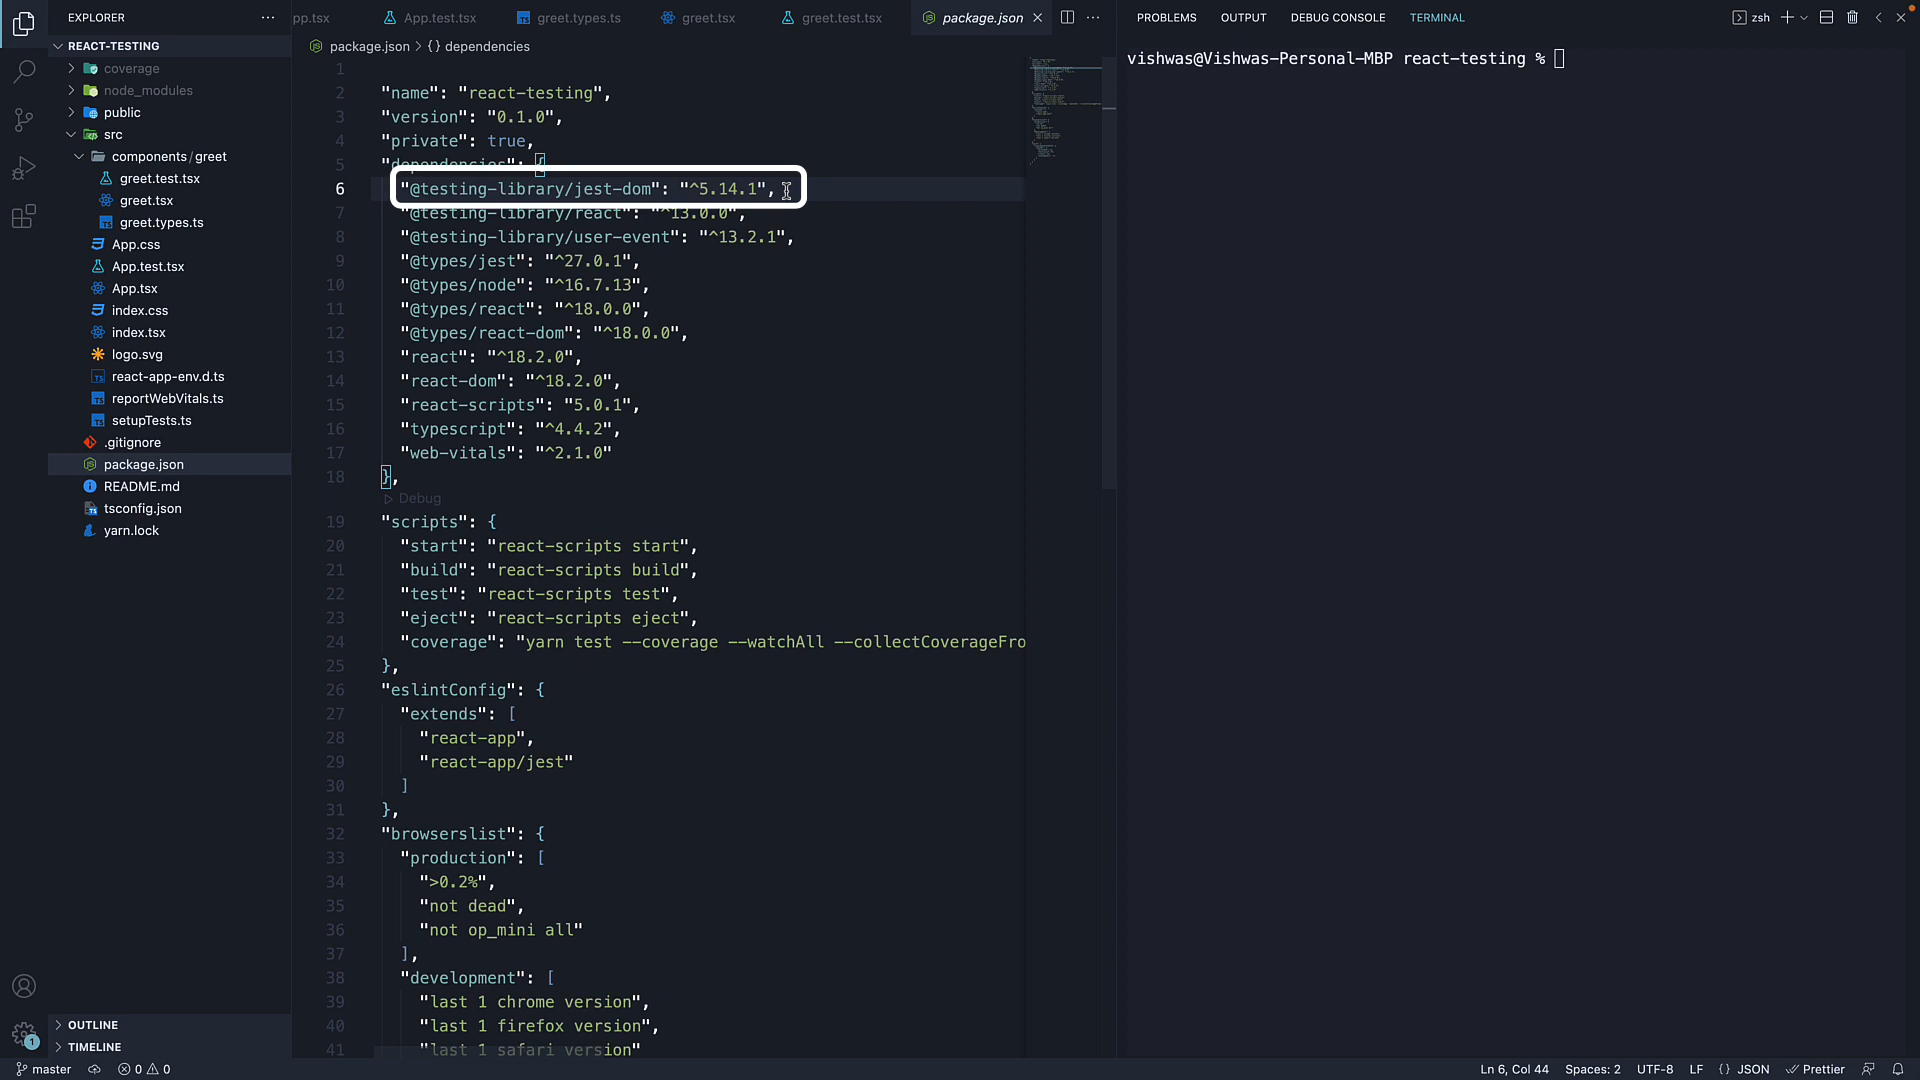 EXPLORER
REACT-TESTING
coverage
node_modules
public
src
components/greet
greet.test.tsx
greet.tsx
greet.types.ts
App.css
App.test.tsx
App.tsx
index.css
index.tsx
logo.svg
react-app-env.d.ts
reportWebVitals.ts
setupTests.ts
.gitignore
package.json
README.md
tsconfig.json
yarn.lock
OUTLINE
TIMELINE
pp.tsx
App.test.tsx
greet.types.ts
greet.tsx
greet.test.tsx
package.json
package.json > {} dependencies
1
2 "name": "react-testing",
3 "version": "0.1.0",
4 "private": true,
5 "dependencies": {
6 "@testing-library/jest-dom": "^5.14.1",
7 "@testing-library/react": "^13.0.0",
8 "@testing-library/user-event": "^13.2.1",
9 "@types/jest": "^27.0.1",
10 "@types/node": "^16.7.13",
11 "@types/react": "^18.0.0",
12 "@types/react-dom": "^18.0.0",
13 "react": "^18.2.0",
14 "react-dom": "^18.2.0",
15 "react-scripts": "5.0.1",
16 "typescript": "^4.4.2",
17 "web-vitals": "^2.1.0"
18 },
Debug
19 "scripts": {
20 "start": "react-scripts start",
21 "build": "react-scripts build",
22 "test": "react-scripts test",
23 "eject": "react-scripts eject",
24 "coverage": "yarn test --coverage --watchAll --collectCoverageFro
25 },
26 "eslintConfig": {
27 "extends": [
28 "react-app",
29 "react-app/jest"
30 ]
31 },
32 "browserslist": {
33 "production": [
34 ">0.2%",
35 "not dead",
36 "not op_mini all"
37 ],
38 "development": [
39 "last 1 chrome version",
40 "last 1 firefox version",
41 "last 1 safari version"
PROBLEMS OUTPUT DEBUG CONSOLE TERMINAL
zsh
vishwas@Vishwas-Personal-MBP react-testing %
1
master
0 0
Ln 6, Col 44
Spaces: 2
UTF-8
LF
{} JSON
Prettier